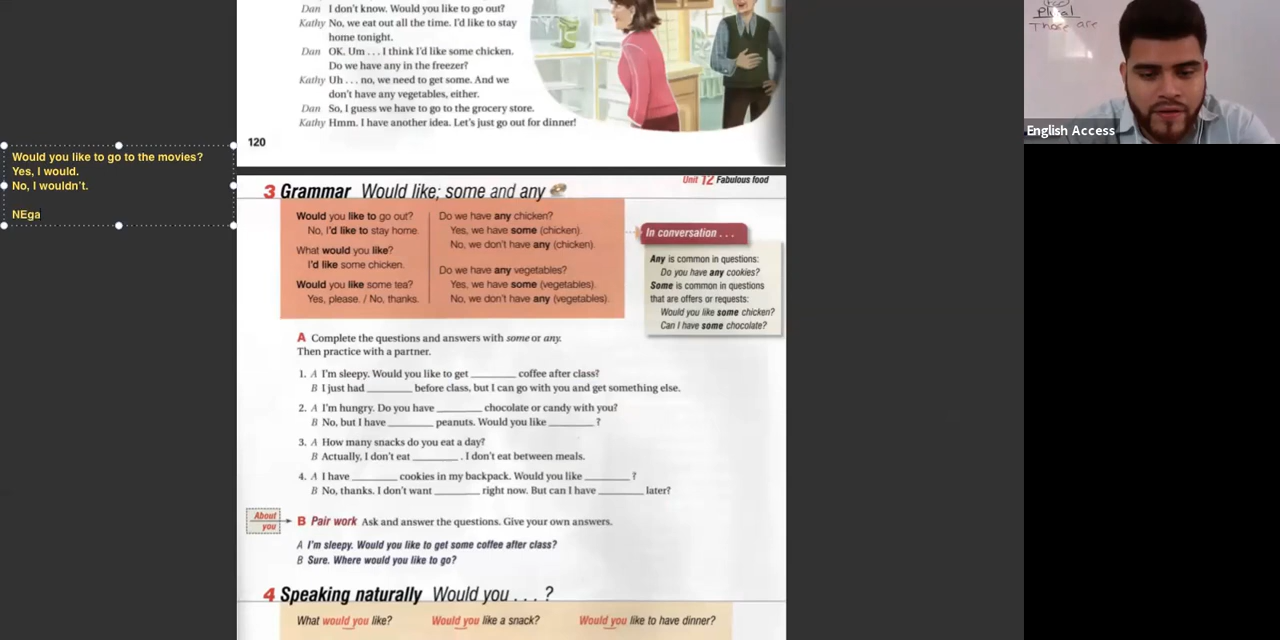 Dan I don't know. Would you like to go out?
Kathy No, we eat out all the time. I'd like to stay
home tonight.
Dan OK. Um . . . I think I'd like some chicken.
Do we have any in the freezer?
Kathy Uh . . . no, we need to get some. And we
don't have any vegetables, either.
Dan So, I guess we have to go to the grocery store.
Kathy Hmm. I have another idea. Let's just go out for dinner!
120
Would you like to go to the movies?
Yes, I would.
No, I wouldn't.
NEga
Unit 12 Fabulous food
3 Grammar Would like; some and any
Would you like to go out?
No, I'd like to stay home.
What would you like?
I'd like some chicken.
Would you like some tea?
Yes, please. / No, thanks.
Do we have any chicken?
Yes, we have some (chicken).
No, we don't have any (chicken).
Do we have any vegetables?
Yes, we have some (vegetables).
No, we don't have any (vegetables).
In conversation . . .
Any is common in questions:
Do you have any cookies?
Some is common in questions
that are offers or requests:
Would you like some chicken?
Can I have some chocolate?
A Complete the questions and answers with some or any.
Then practice with a partner.
1. A I'm sleepy. Would you like to get ________ coffee after class?
B I just had ________ before class, but I can go with you and get something else.
2. A I'm hungry. Do you have ________ chocolate or candy with you?
B No, but I have ________ peanuts. Would you like ________ ?
3. A How many snacks do you eat a day?
B Actually, I don't eat ________ . I don't eat between meals.
4. A I have ________ cookies in my backpack. Would you like ________ ?
B No, thanks. I don't want ________ right now. But can I have ________ later?
About
you
B Pair work Ask and answer the questions. Give your own answers.
A I'm sleepy. Would you like to get some coffee after class?
B Sure. Where would you like to go?
4 Speaking naturally Would you . . . ?
What would you like? Would you like a snack? Would you like to have dinner?
Those are
English Access